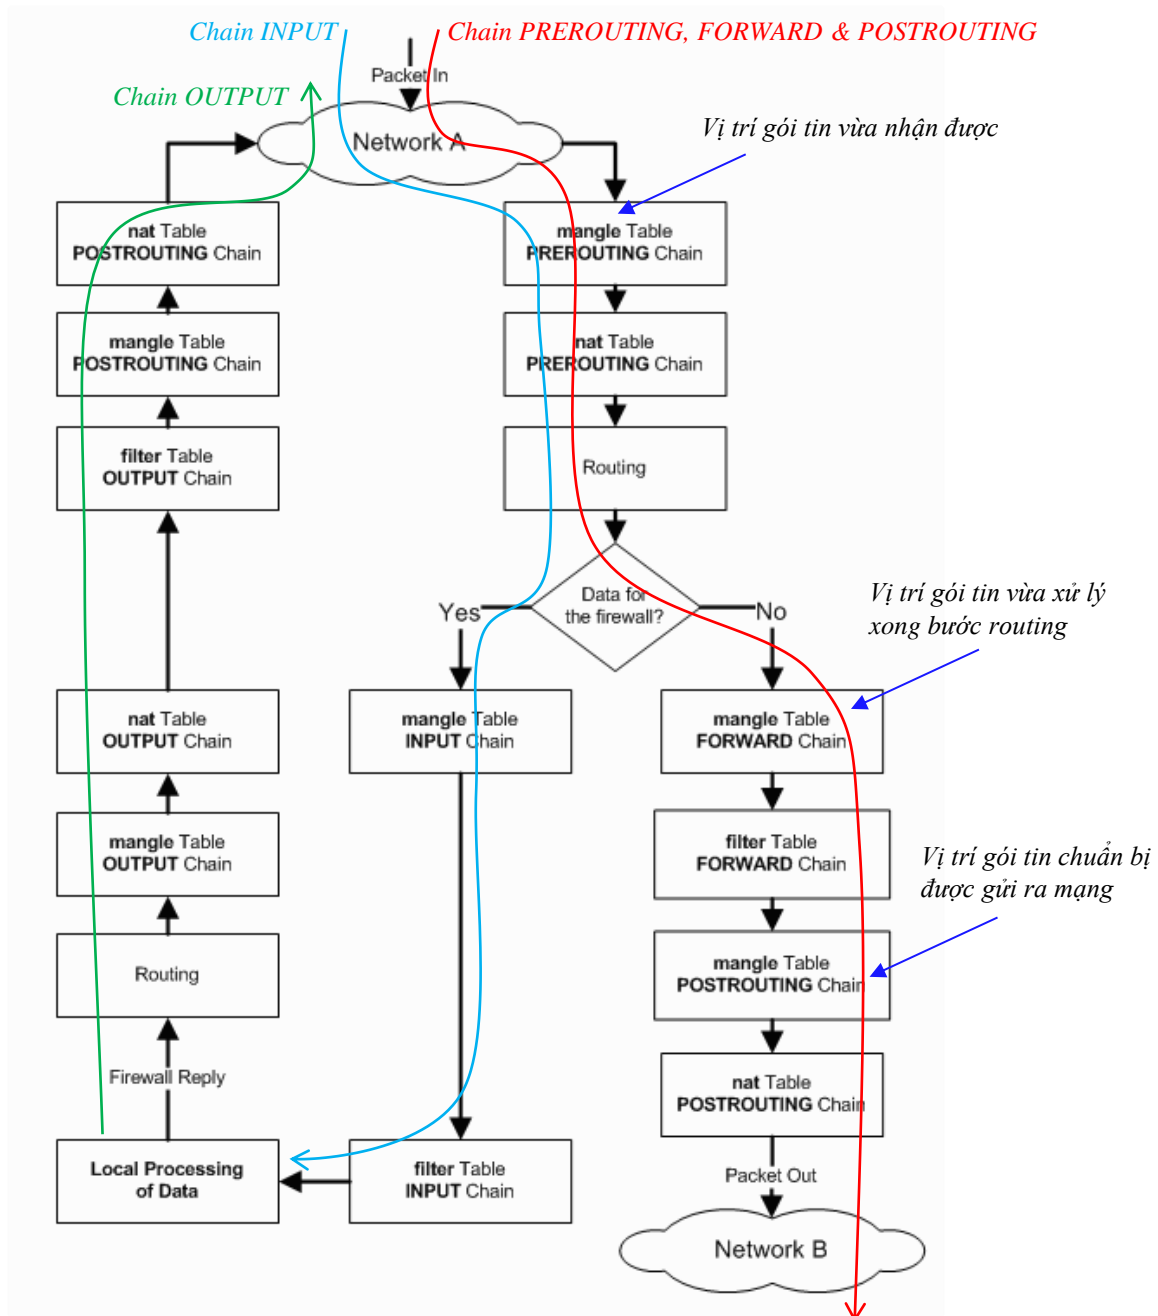 Chain INPUT
Chain PREROUTING, FORWARD & POSTROUTING
Packet In
Chain OUTPUT
Network A
Vị trí gói tin vừa nhận được
nat Table
POSTROUTING Chain
mangle Table
PREROUTING Chain
mangle Table
POSTROUTING Chain
nat Table
PREROUTING Chain
filter Table
OUTPUT Chain
Routing
Data for
the firewall?
Yes
No
Vị trí gói tin vừa xử lý
xong bước routing
nat Table
OUTPUT Chain
mangle Table
INPUT Chain
mangle Table
FORWARD Chain
mangle Table
OUTPUT Chain
filter Table
FORWARD Chain
Vị trí gói tin chuẩn bị
được gửi ra mạng
Routing
mangle Table
POSTROUTING Chain
Firewall Reply
nat Table
POSTROUTING Chain
Local Processing
of Data
filter Table
INPUT Chain
Packet Out
Network B